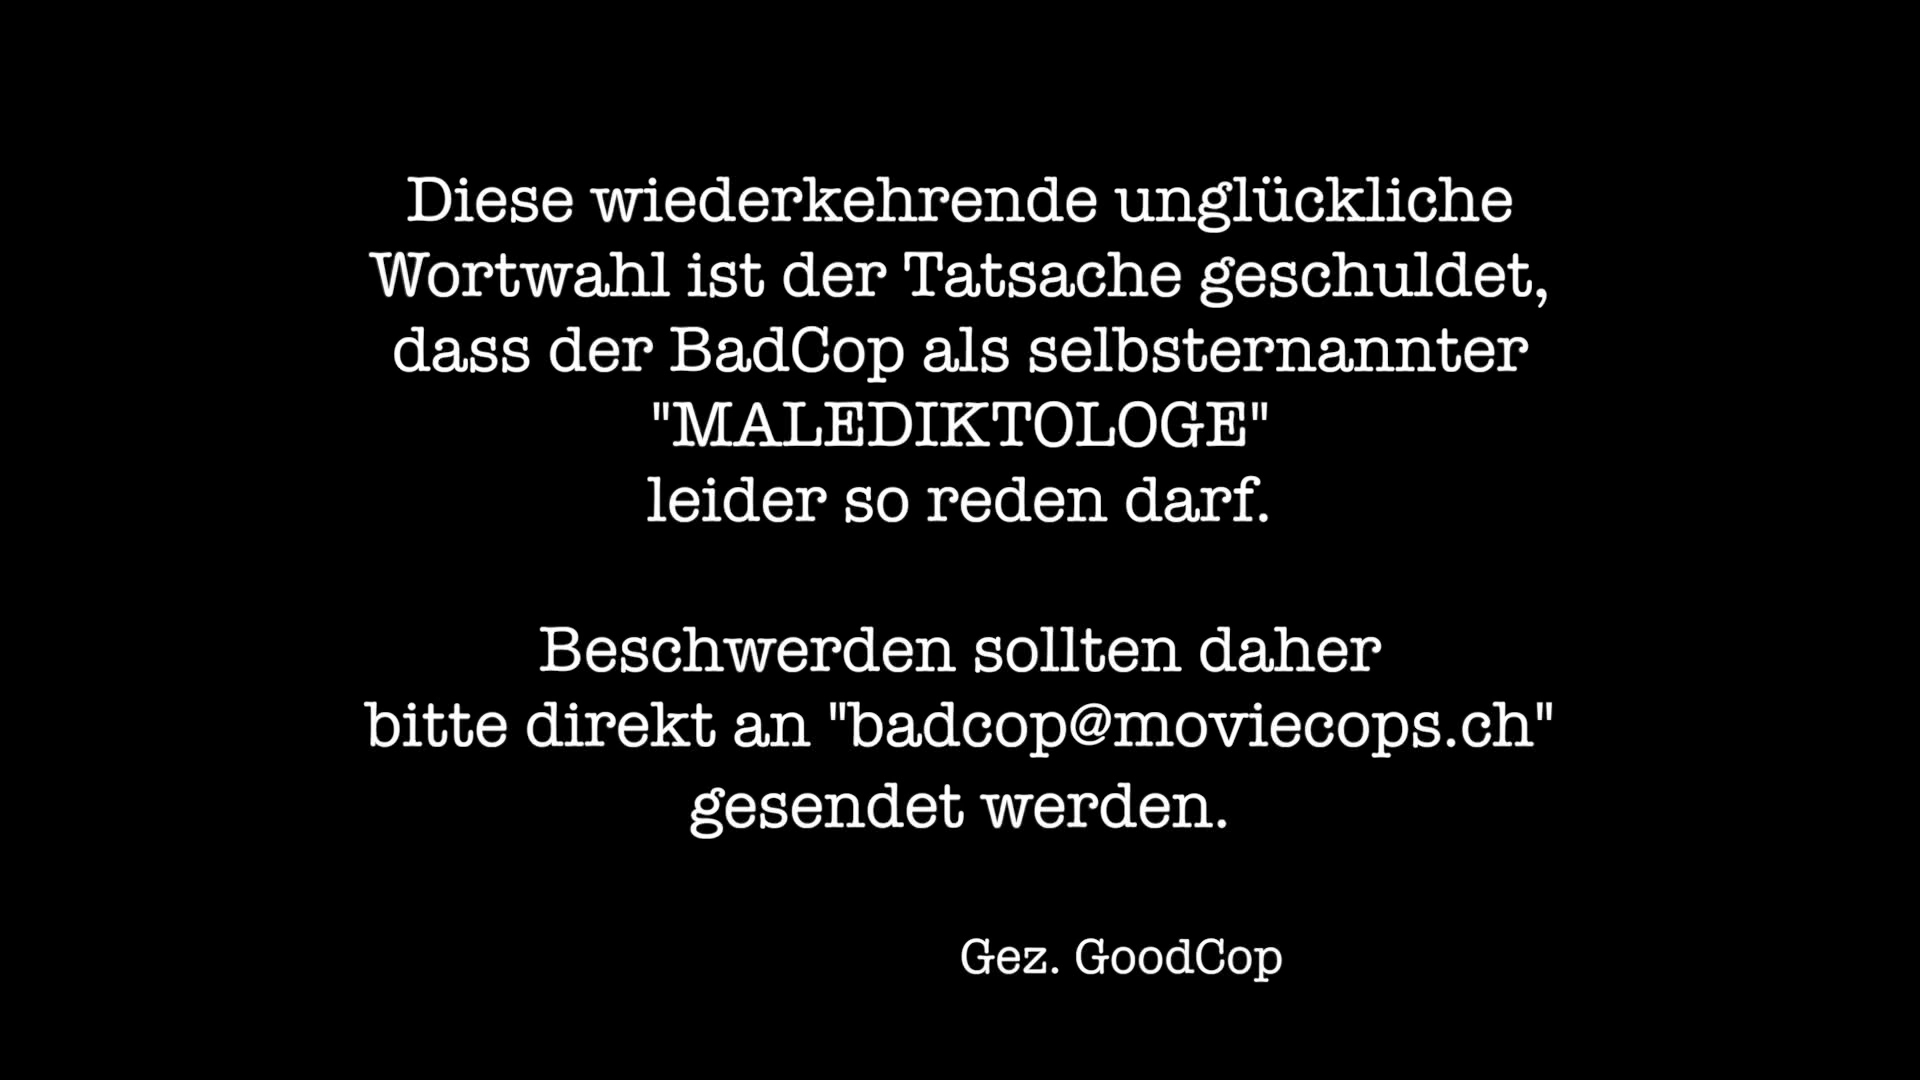 Diese wiederkehrende unglückliche
Wortwahl ist der Tatsache geschuldet,
dass der BadCop als selbsternannter
"MALEDIKTOLOGE"
leider so reden darf.
Beschwerden sollten daher
bitte direkt an "badcop@moviecops.ch"
gesendet werden.
Gez. GoodCop